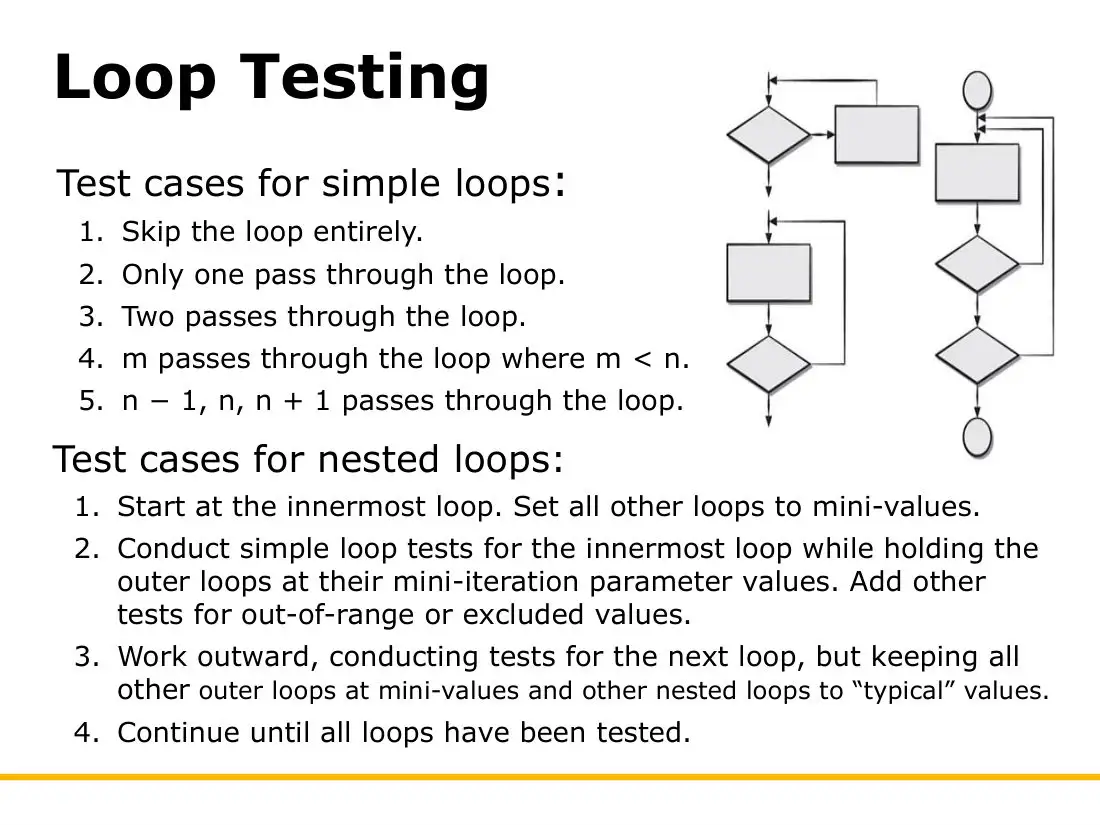 Loop Testing
Test cases for simple loops:
1. Skip the loop entirely.
2. Only one pass through the loop.
3. Two passes through the loop.
4. m passes through the loop where m < n.
5. n − 1, n, n + 1 passes through the loop.
Test cases for nested loops:
1. Start at the innermost loop. Set all other loops to mini-values.
2. Conduct simple loop tests for the innermost loop while holding the
outer loops at their mini-iteration parameter values. Add other
tests for out-of-range or excluded values.
3. Work outward, conducting tests for the next loop, but keeping all
other outer loops at mini-values and other nested loops to “typical” values.
4. Continue until all loops have been tested.